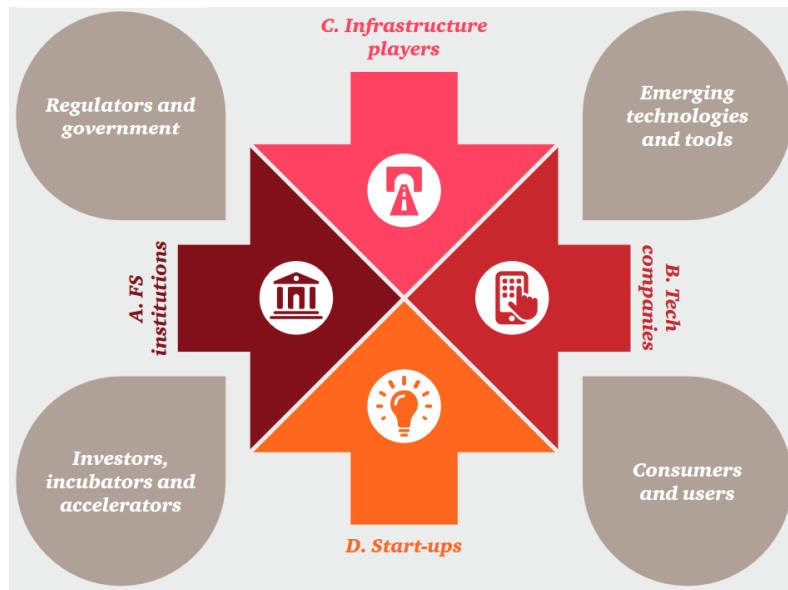 C. Infrastructure
players
Regulators and
government
Emerging
technologies
and tools
A. FS
institutions
B. Tech
companies
Investors,
incubators and
accelerators
Consumers
and users
D. Start-ups